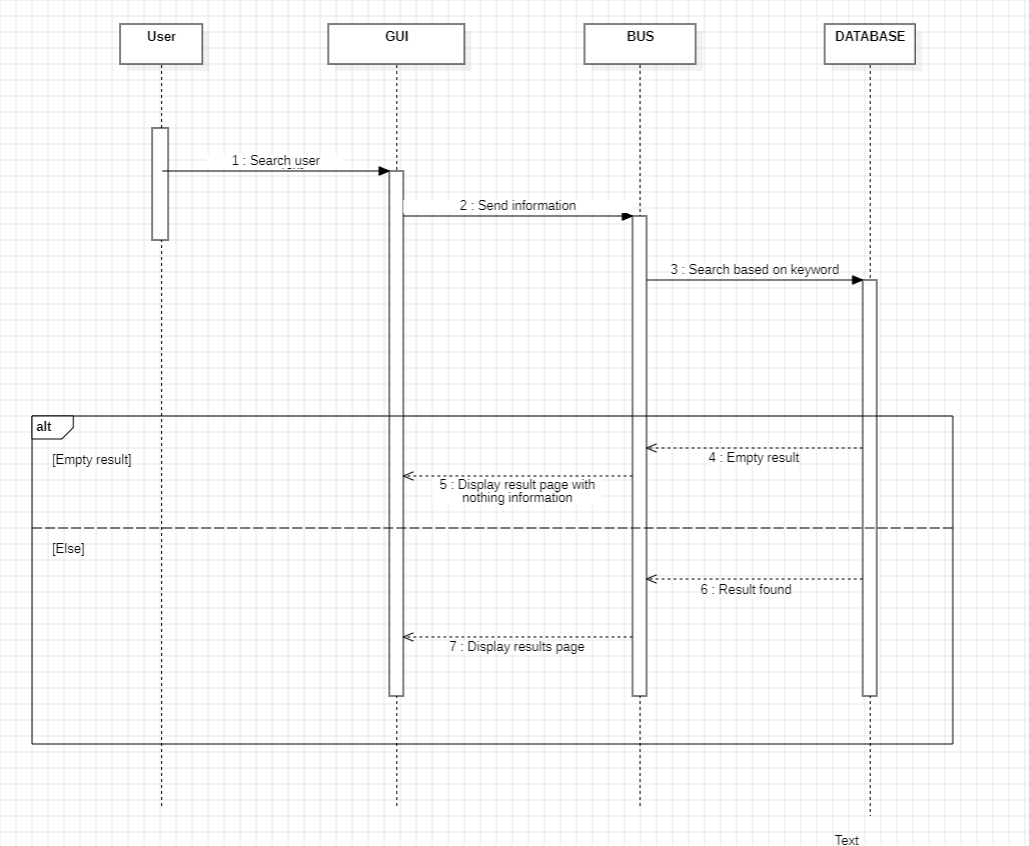 User
GUI
BUS
DATABASE
1 : Search user
2 : Send information
3 : Search based on keyword
alt
[Empty result]
4 : Empty result
5 : Display result page with
nothing information
[Else]
6 : Result found
7 : Display results page
Text